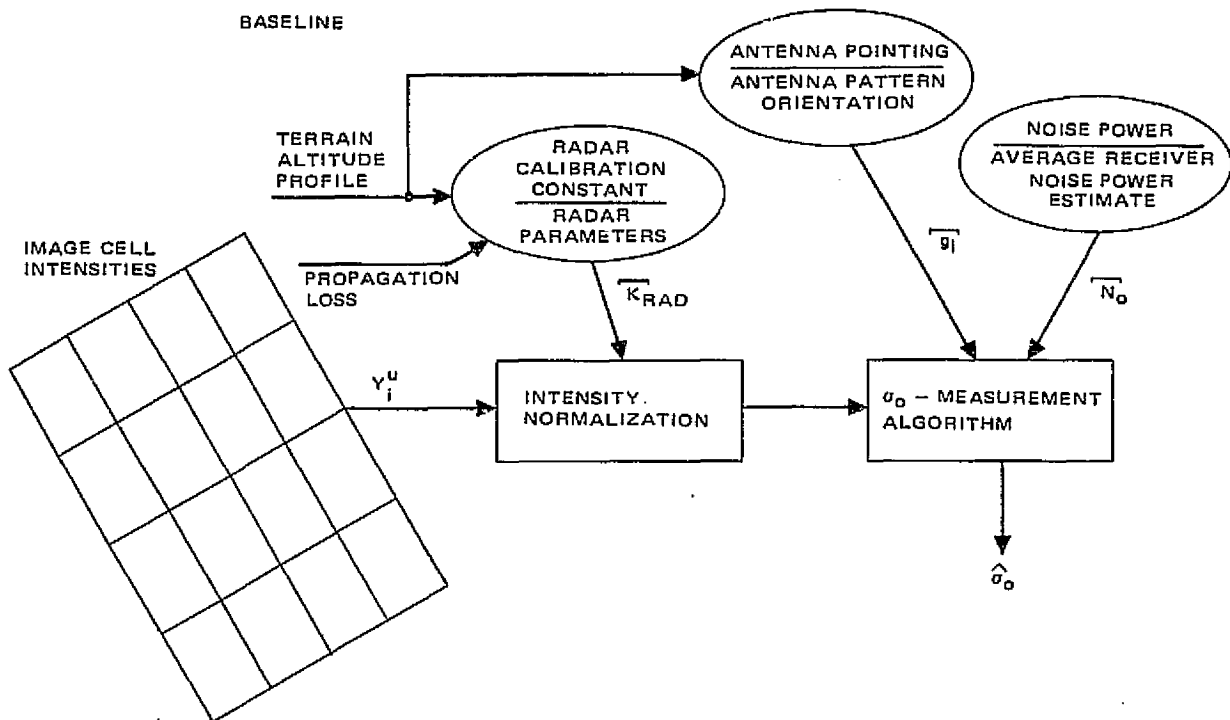 BASELINE
ANTENNA POINTING
ANTENNA PATTERN
ORIENTATION
NOISE POWER
AVERAGE RECEIVER
NOISE POWER
ESTIMATE
TERRAIN
ALTITUDE
PROFILE
RADAR
CALIBRATION
CONSTANT
RADAR
PARAMETERS
IMAGE CELL
INTENSITIES
PROPAGATION
LOSS
K_RAD
g_i
N_o
Y_i^u
INTENSITY.
NORMALIZATION
σ_o – MEASUREMENT
ALGORITHM
σ̂_o